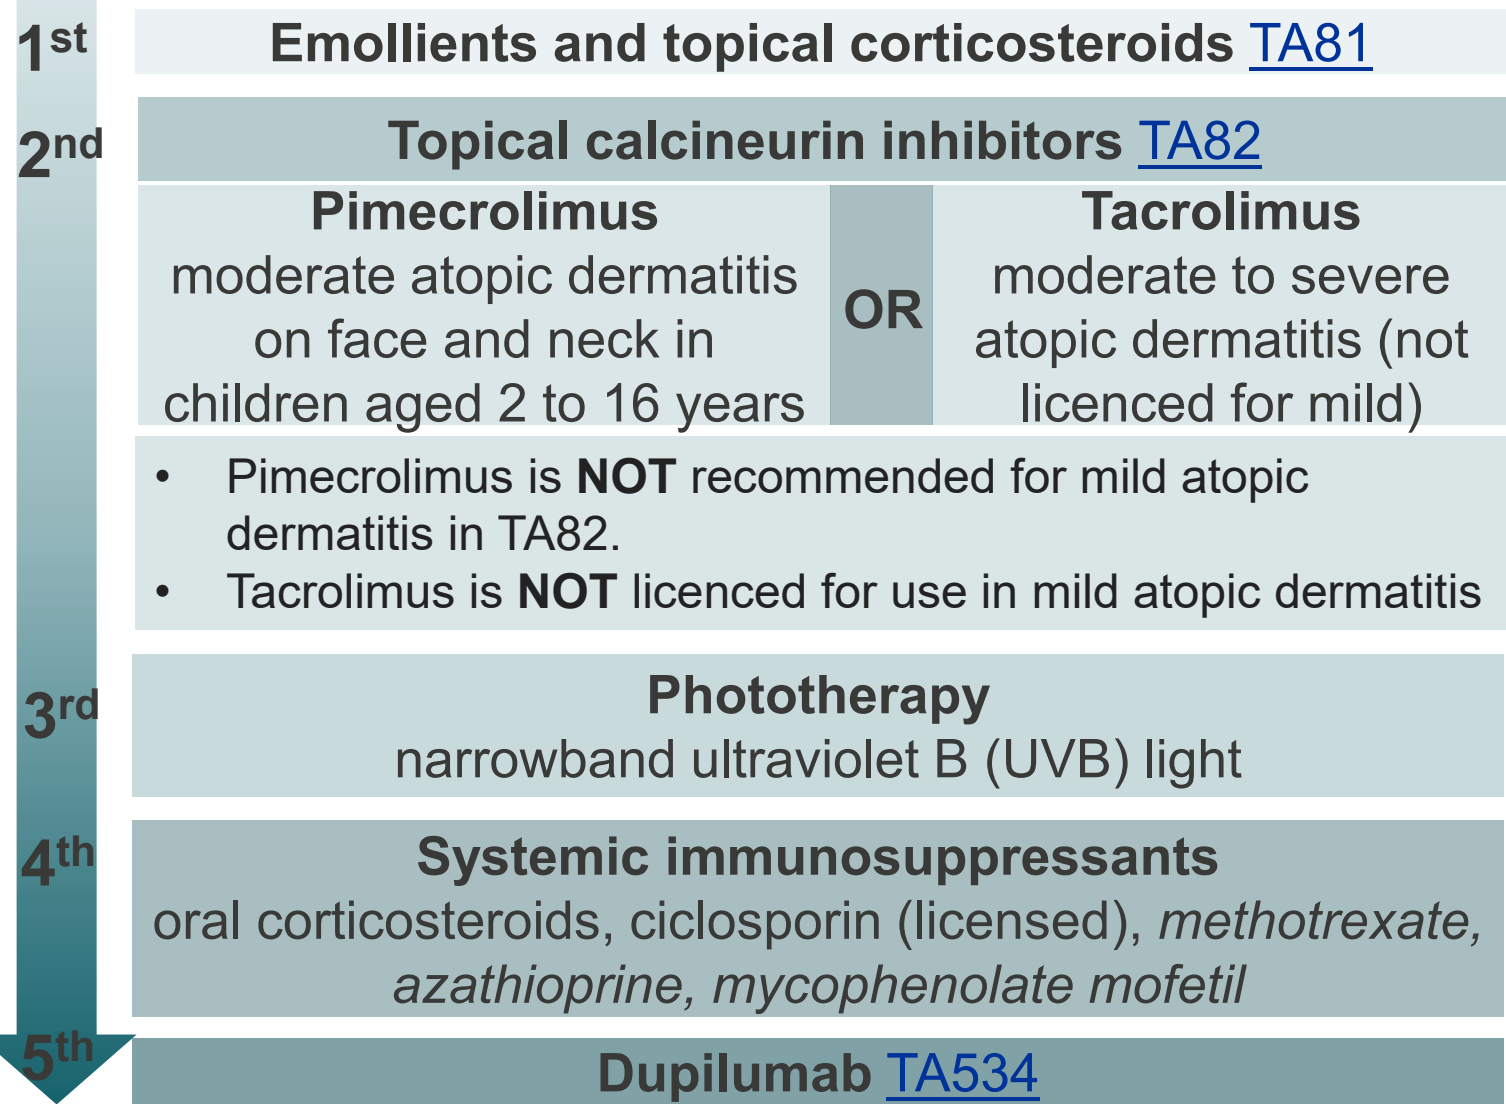 1st
Emollients and topical corticosteroids TA81
2nd
Topical calcineurin inhibitors TA82
Pimecrolimus
moderate atopic dermatitis
on face and neck in
children aged 2 to 16 years
OR
Tacrolimus
moderate to severe
atopic dermatitis (not
licenced for mild)
• Pimecrolimus is NOT recommended for mild atopic
dermatitis in TA82.
• Tacrolimus is NOT licenced for use in mild atopic dermatitis
3rd
Phototherapy
narrowband ultraviolet B (UVB) light
4th
Systemic immunosuppressants
oral corticosteroids, ciclosporin (licensed), methotrexate,
azathioprine, mycophenolate mofetil
5th
Dupilumab TA534